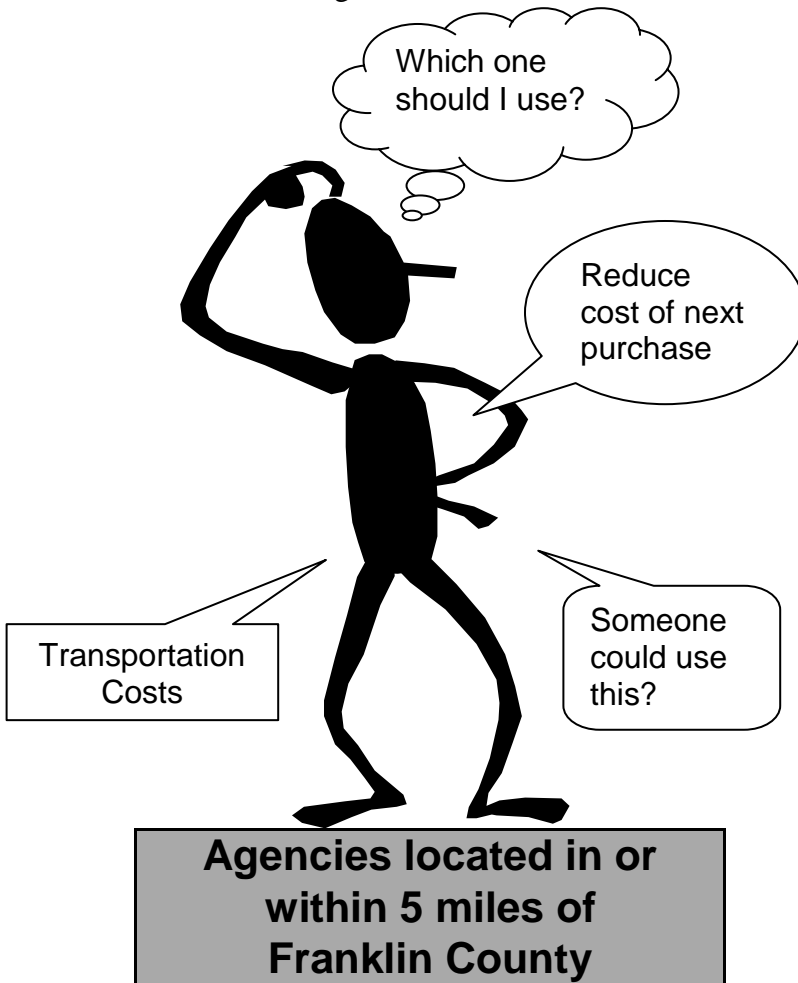 Which one
should I use?
Reduce
cost of next
purchase
Transportation
Costs
Someone
could use
this?
Agencies located in or
within 5 miles of
Franklin County